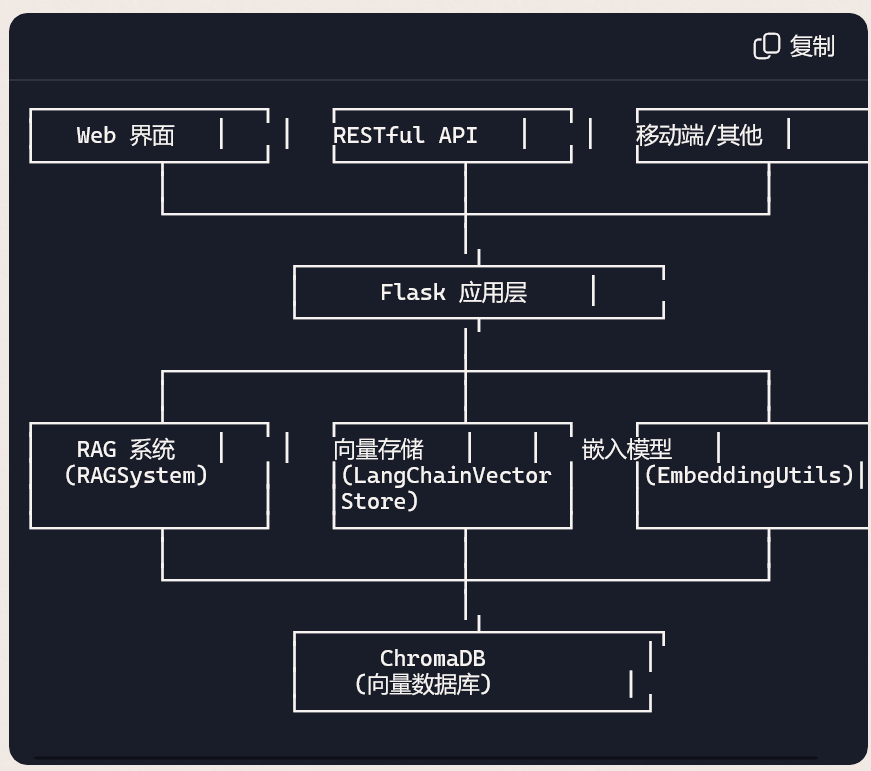 复制
Web 界面 RESTful API 移动端/其他
Flask 应用层
RAG 系统 向量存储 嵌入模型
(RAGSystem) (LangChainVector (EmbeddingUtils)
Store)
ChromaDB
(向量数据库)